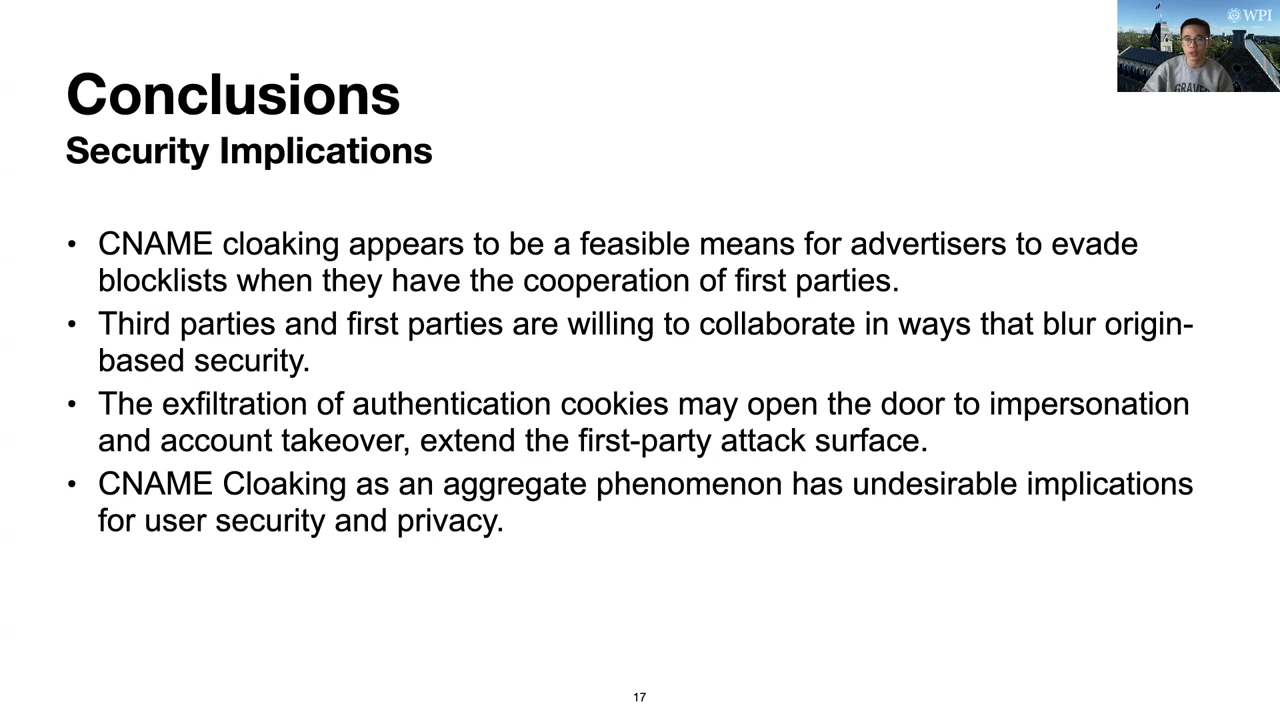 WPI
GRAVE
Conclusions
Security Implications
• CNAME cloaking appears to be a feasible means for advertisers to evade
blocklists when they have the cooperation of first parties.
• Third parties and first parties are willing to collaborate in ways that blur origin-
based security.
• The exfiltration of authentication cookies may open the door to impersonation
and account takeover, extend the first-party attack surface.
• CNAME Cloaking as an aggregate phenomenon has undesirable implications
for user security and privacy.
17